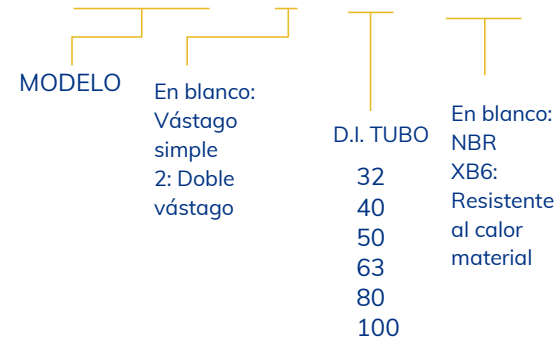 MODELO
En blanco:
Vástago
simple
2: Doble
vástago
D.I. TUBO
32
40
50
63
80
100
En blanco:
NBR
XB6:
Resistente
al calor
material